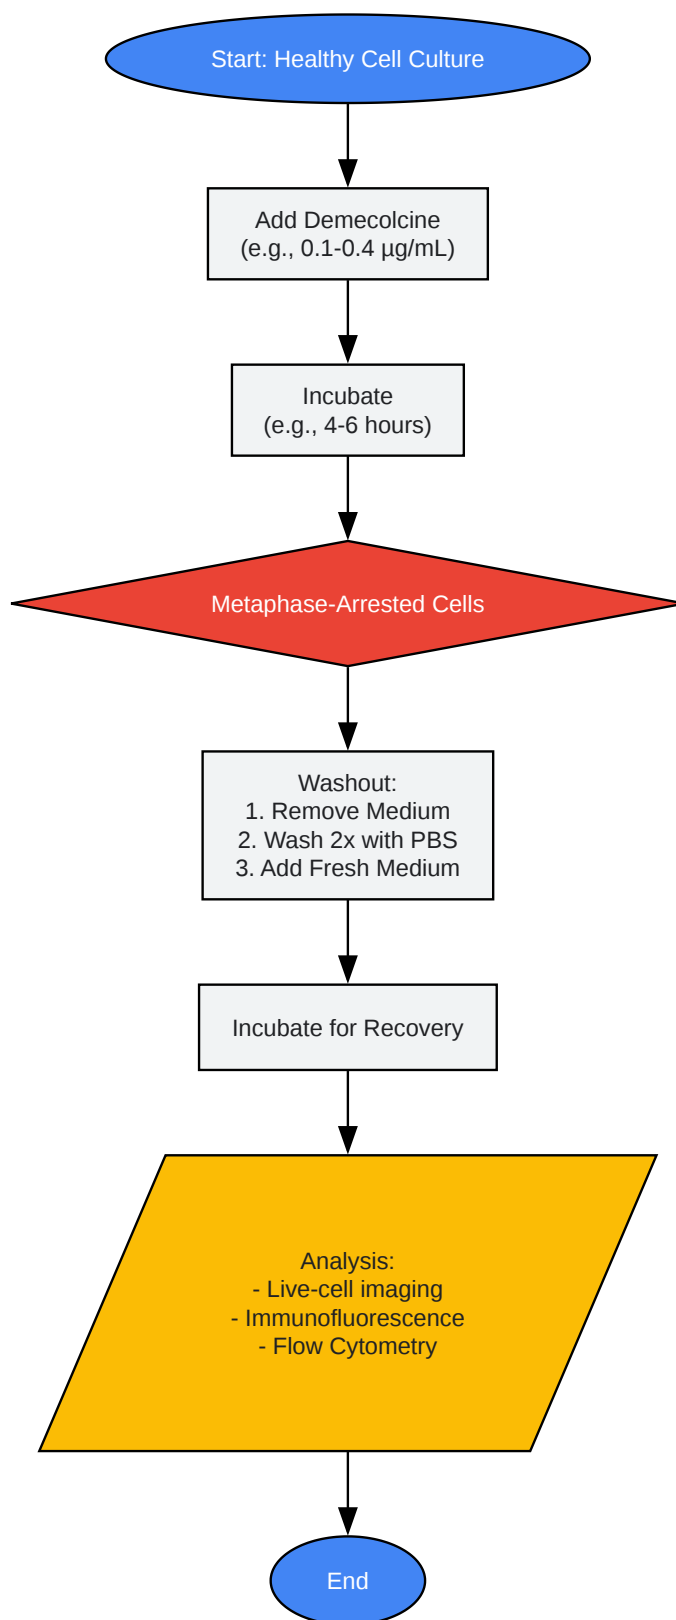 Start: Healthy Cell Culture
Add Demecolcine
(e.g., 0.1-0.4 µg/mL)
Incubate
(e.g., 4-6 hours)
Metaphase-Arrested Cells
Washout:
1. Remove Medium
2. Wash 2x with PBS
3. Add Fresh Medium
Incubate for Recovery
Analysis:
- Live-cell imaging
- Immunofluorescence
- Flow Cytometry
End